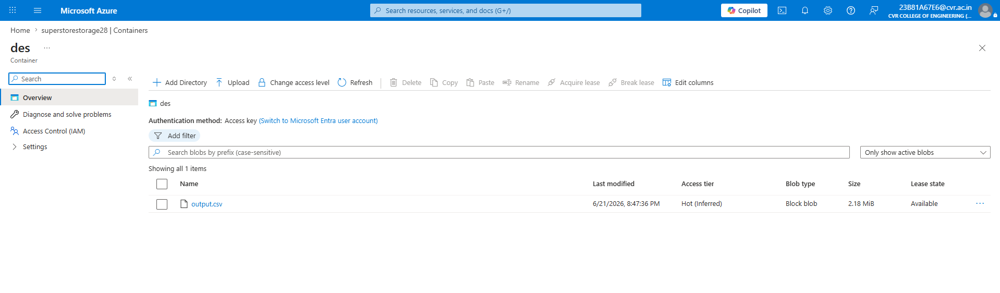 Microsoft Azure
Search resources, services, and docs (G+/)
Copilot
23B81A67E6@cvr.ac.in
CVR COLLEGE OF ENGINEERING (...
Home > superstorestorage28 | Containers
des ...
Container
Search
Overview
Diagnose and solve problems
Access Control (IAM)
Settings
Add Directory Upload Change access level Refresh Delete Copy Paste Rename Acquire lease Break lease Edit columns
des
Authentication method: Access key (Switch to Microsoft Entra user account)
Add filter
Search blobs by prefix (case-sensitive)
Only show active blobs
Showing all 1 items
Name Last modified Access tier Blob type Size Lease state
output.csv 6/21/2026, 8:47:36 PM Hot (Inferred) Block blob 2.18 MiB Available ...